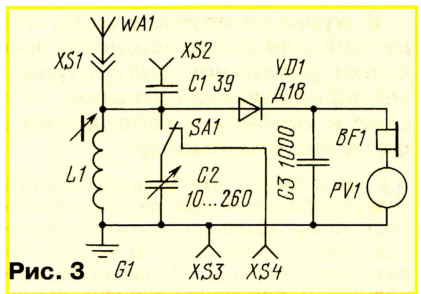 WA1
XS1
XS2
C1 39
VD1
Д18
SA1
L1
C2
10...260
C3 1000
BF1
PV1
G1
XS3
XS4
Рис. 3